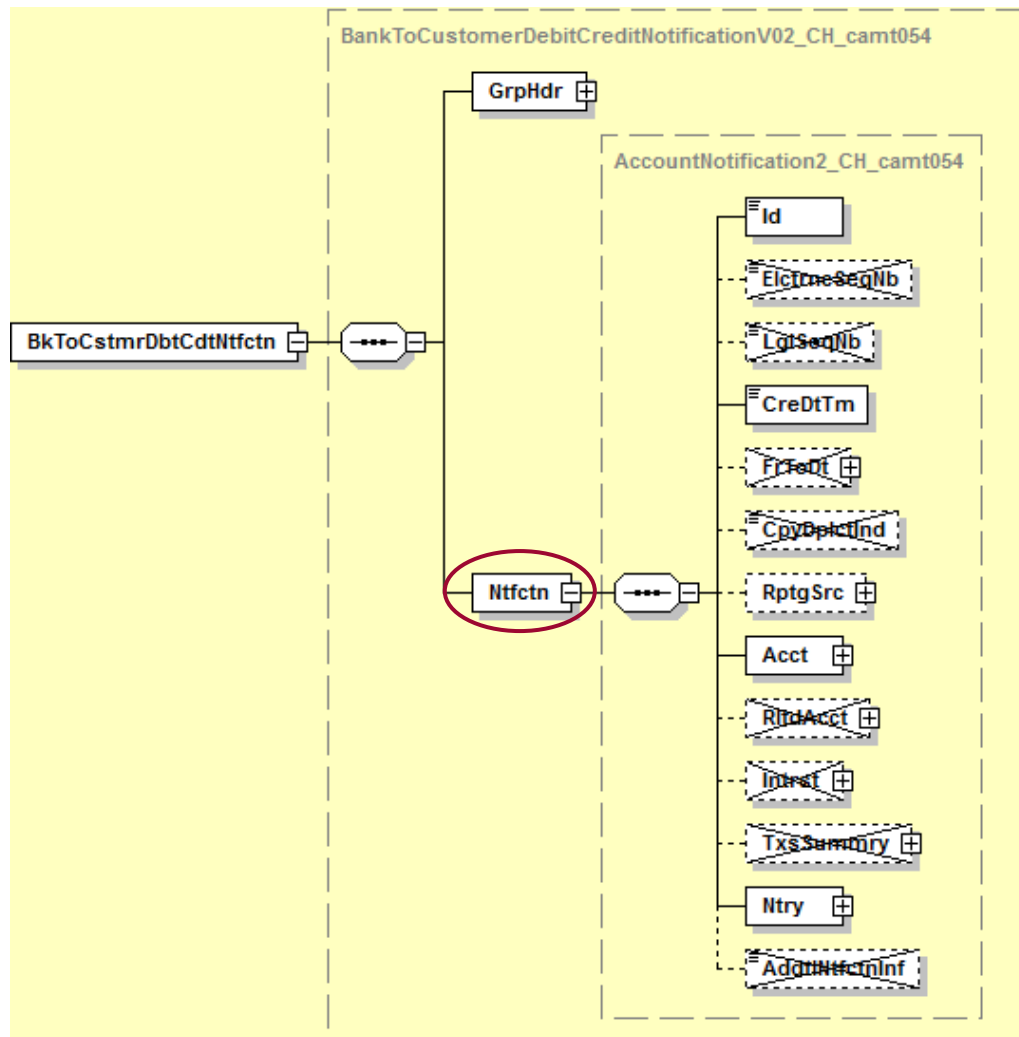 BankToCustomerDebitCreditNotificationV02_CH_camt054
GrpHdr
AccountNotification2_CH_camt054
Id
ElctrncSeqNb
LglSeqNb
CreDtTm
BkToCstmrDbtCdtNtfctn
FrToDt
CpyDplctInd
Ntfctn
RptgSrc
Acct
RltdAcct
Intrst
TxsSummry
Ntry
AddtlNtfctnInf